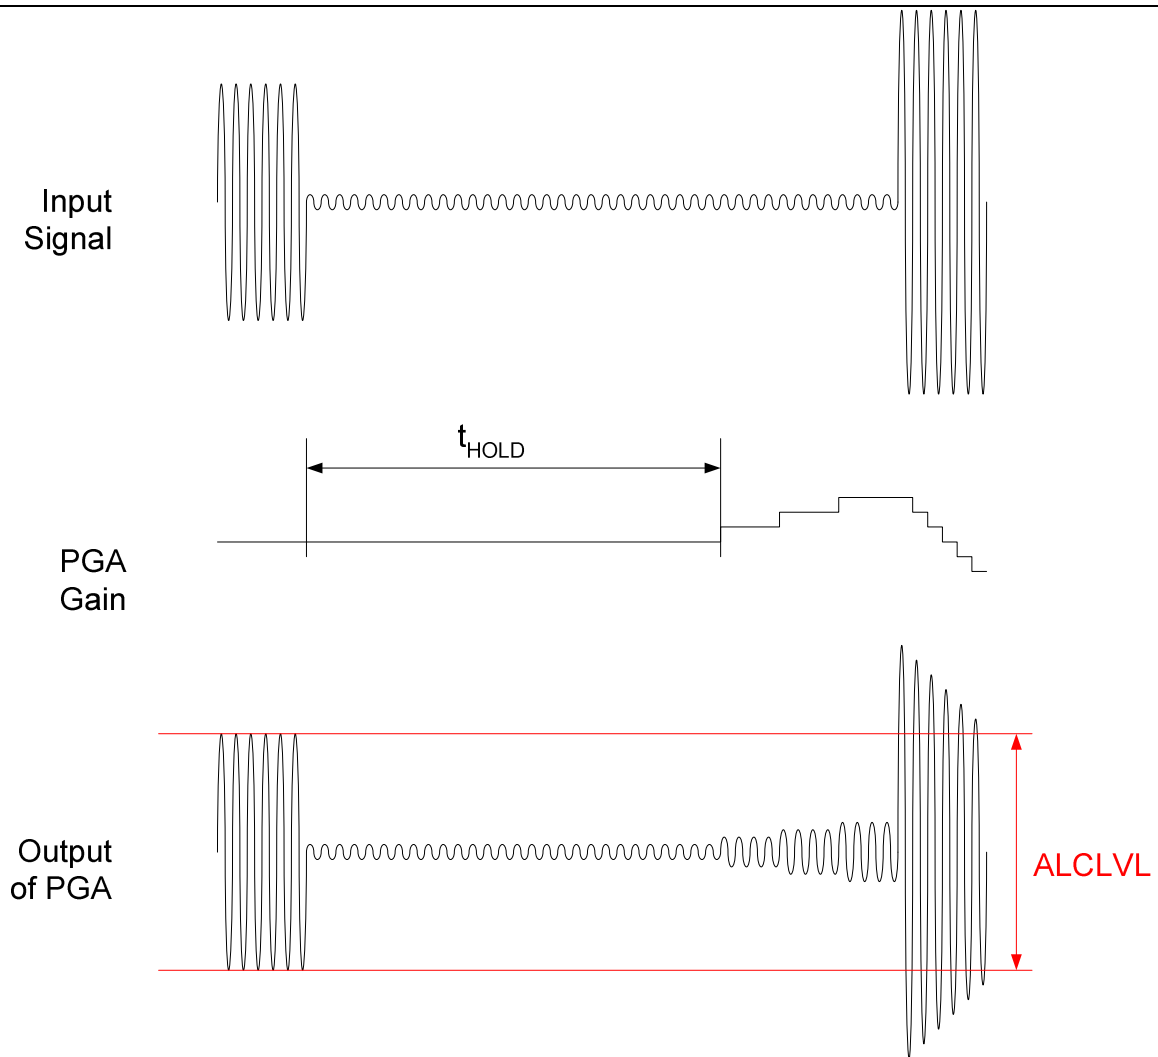 Input
Signal
tHOLD
PGA
Gain
Output
of PGA
ALCLVL